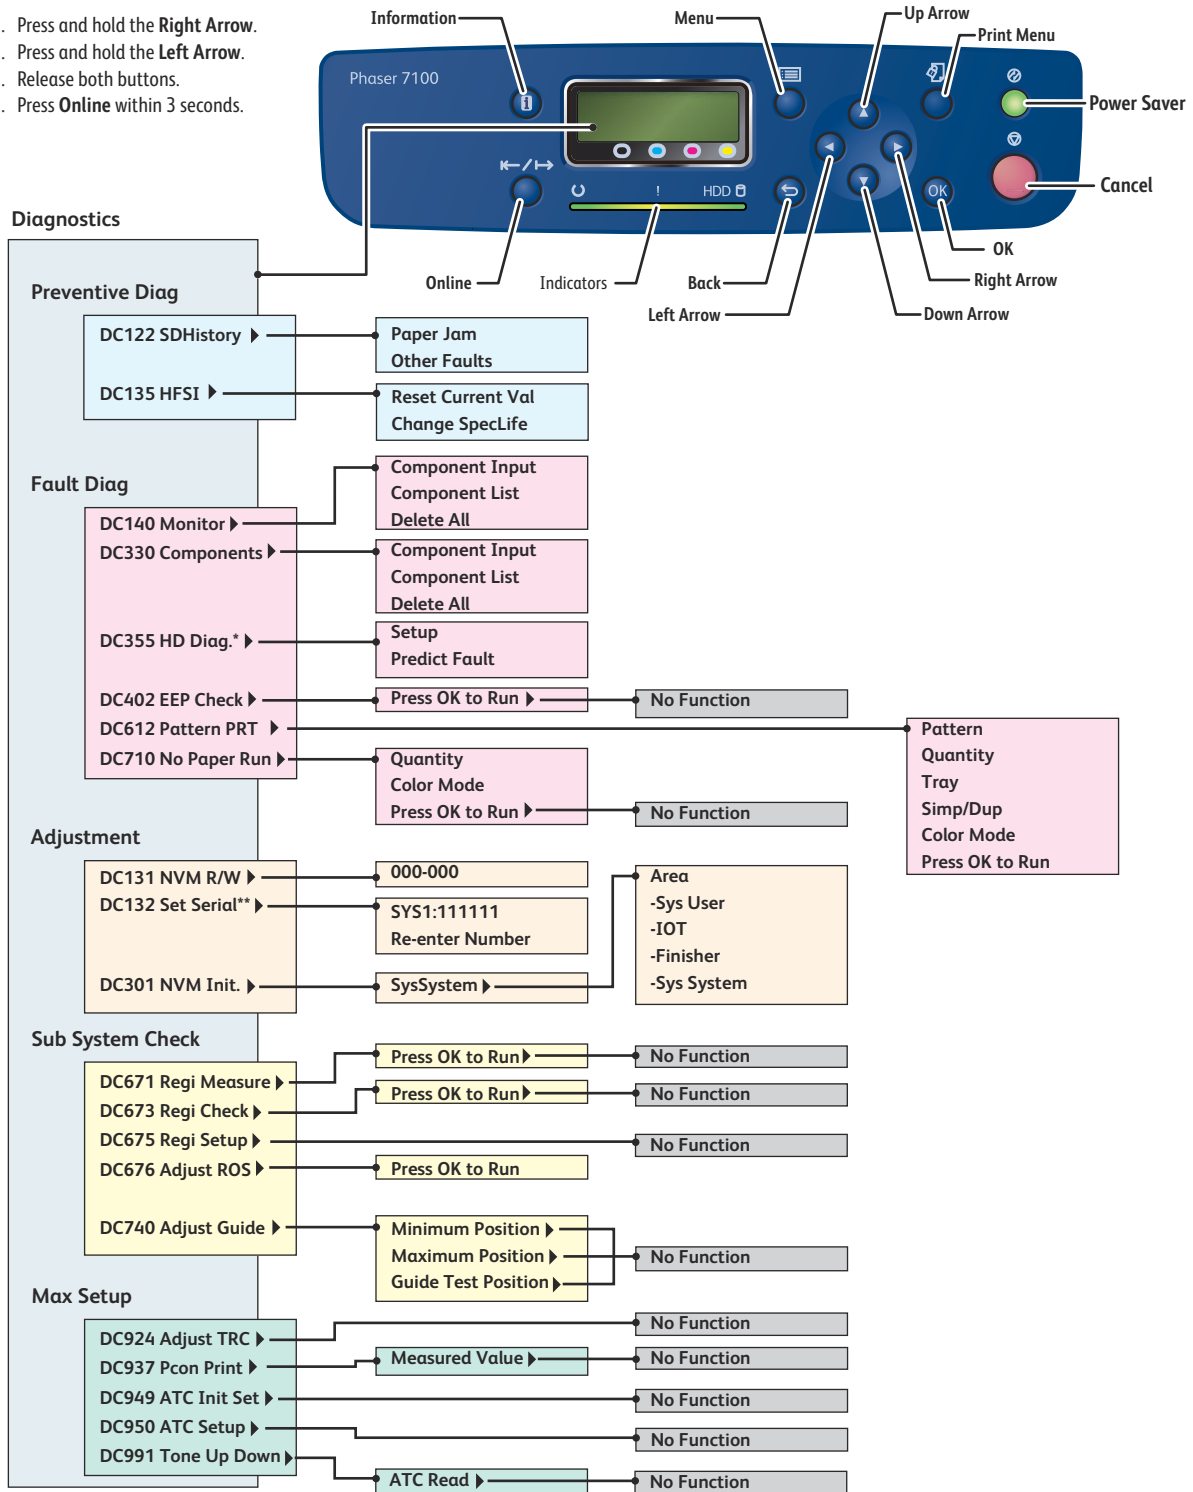 . Press and hold the Right Arrow.
. Press and hold the Left Arrow.
. Release both buttons.
. Press Online within 3 seconds.
Information
Menu
Up Arrow
Print Menu
Phaser 7100
Power Saver
HDD
OK
Cancel
OK
Online
Indicators
Back
Right Arrow
Left Arrow
Down Arrow
Diagnostics
Preventive Diag
DC122 SDHistory
Paper Jam
Other Faults
DC135 HFSI
Reset Current Val
Change SpecLife
Fault Diag
DC140 Monitor
Component Input
Component List
Delete All
DC330 Components
Component Input
Component List
Delete All
DC355 HD Diag.*
Setup
Predict Fault
DC402 EEP Check
Press OK to Run
No Function
DC612 Pattern PRT
Pattern
Quantity
Tray
Simp/Dup
Color Mode
Press OK to Run
DC710 No Paper Run
Quantity
Color Mode
Press OK to Run
No Function
Adjustment
DC131 NVM R/W
000-000
DC132 Set Serial**
SYS1:111111
Re-enter Number
DC301 NVM Init.
SysSystem
Area
-Sys User
-IOT
-Finisher
-Sys System
Sub System Check
DC671 Regi Measure
Press OK to Run
No Function
DC673 Regi Check
Press OK to Run
No Function
DC675 Regi Setup
No Function
DC676 Adjust ROS
Press OK to Run
DC740 Adjust Guide
Minimum Position
Maximum Position
Guide Test Position
No Function
Max Setup
DC924 Adjust TRC
No Function
DC937 Pcon Print
Measured Value
No Function
DC949 ATC Init Set
No Function
DC950 ATC Setup
No Function
DC991 Tone Up Down
ATC Read
No Function